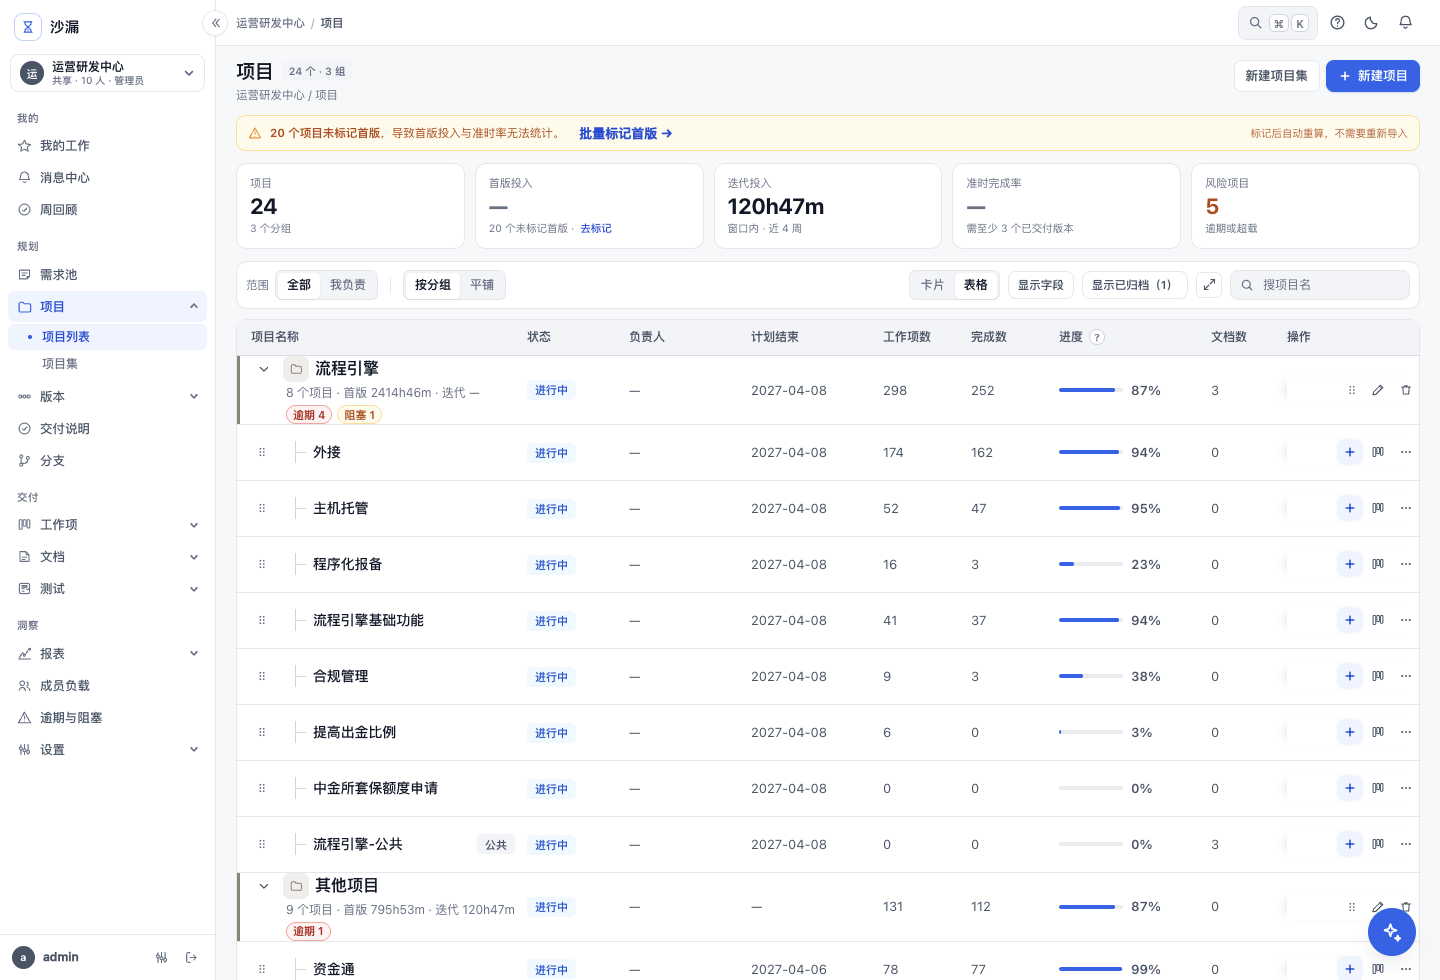 沙漏
运营研发中心 / 项目
⌘ K
运
运营研发中心
共享 · 10 人 · 管理员
我的
我的工作
消息中心
周回顾
规划
需求池
项目
项目列表
项目集
版本
交付说明
分支
交付
工作项
文档
测试
洞察
报表
成员负载
逾期与阻塞
设置
a admin
项目 24 个 · 3 组
运营研发中心 / 项目
新建项目集
+ 新建项目
20 个项目未标记首版，导致首版投入与准时率无法统计。 批量标记首版 → 标记后自动重算，不需要重新导入
项目
24
3 个分组
首版投入
—
20 个未标记首版 · 去标记
迭代投入
120h47m
窗口内 · 近 4 周
准时完成率
—
需至少 3 个已交付版本
风险项目
5
逾期或超载
范围 全部 我负责 按分组 平铺 卡片 表格 显示字段 显示已归档（1） 搜项目名
项目名称 状态 负责人 计划结束 工作项数 完成数 进度 ? 文档数 操作
流程引擎
8 个项目 · 首版 2414h46m · 迭代 —
逾期 4 阻塞 1
进行中 — 2027-04-08 298 252 87% 3
外接 进行中 — 2027-04-08 174 162 94% 0
主机托管 进行中 — 2027-04-08 52 47 95% 0
程序化报备 进行中 — 2027-04-08 16 3 23% 0
流程引擎基础功能 进行中 — 2027-04-08 41 37 94% 0
合规管理 进行中 — 2027-04-08 9 3 38% 0
提高出金比例 进行中 — 2027-04-08 6 0 3% 0
中金所套保额度申请 进行中 — 2027-04-08 0 0 0% 0
流程引擎-公共 公共 进行中 — 2027-04-08 0 0 0% 3
其他项目
9 个项目 · 首版 795h53m · 迭代 120h47m
逾期 1
进行中 — — 131 112 87% 0
资金通 进行中 — 2027-04-06 78 77 99% 0